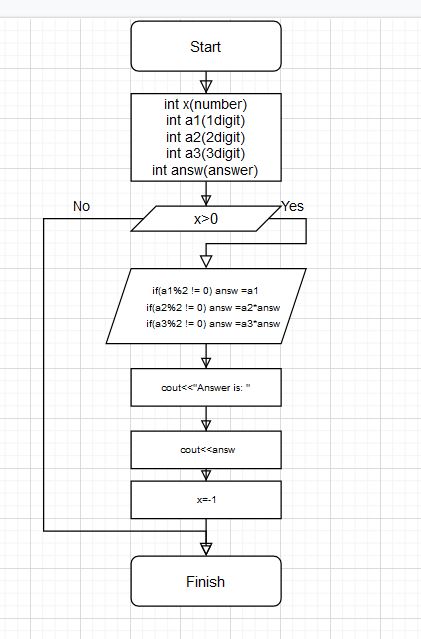 Start
int x(number)
int a1(1digit)
int a2(2digit)
int a3(3digit)
int answ(answer)
No
Yes
x>0
if(a1%2 != 0) answ =a1
if(a2%2 != 0) answ =a2*answ
if(a3%2 != 0) answ =a3*answ
cout<<"Answer is: "
cout<<answ
x=-1
Finish